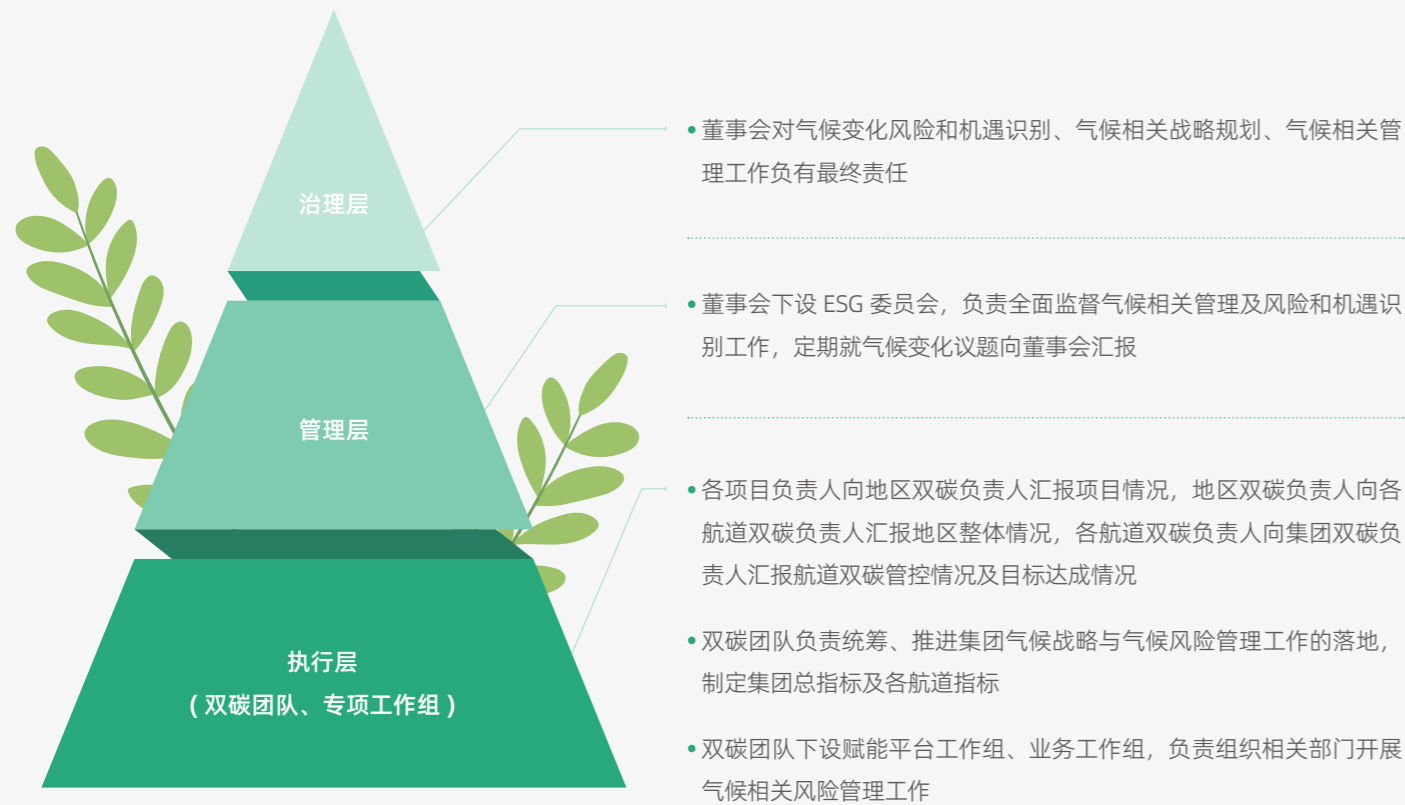 治理层
• 董事会对气候变化风险和机遇识别、气候相关战略规划、气候相关管
理工作负有最终责任
管理层
• 董事会下设 ESG 委员会，负责全面监督气候相关管理及风险和机遇识
别工作，定期就气候变化议题向董事会汇报
执行层
( 双碳团队、专项工作组 )
• 各项目负责人向地区双碳负责人汇报项目情况，地区双碳负责人向各
航道双碳负责人汇报地区整体情况，各航道双碳负责人向集团双碳负
责人汇报航道双碳管控情况及目标达成情况
• 双碳团队负责统筹、推进集团气候战略与气候风险管理工作的落地，
制定集团总指标及各航道指标
• 双碳团队下设赋能平台工作组、业务工作组，负责组织相关部门开展
气候相关风险管理工作